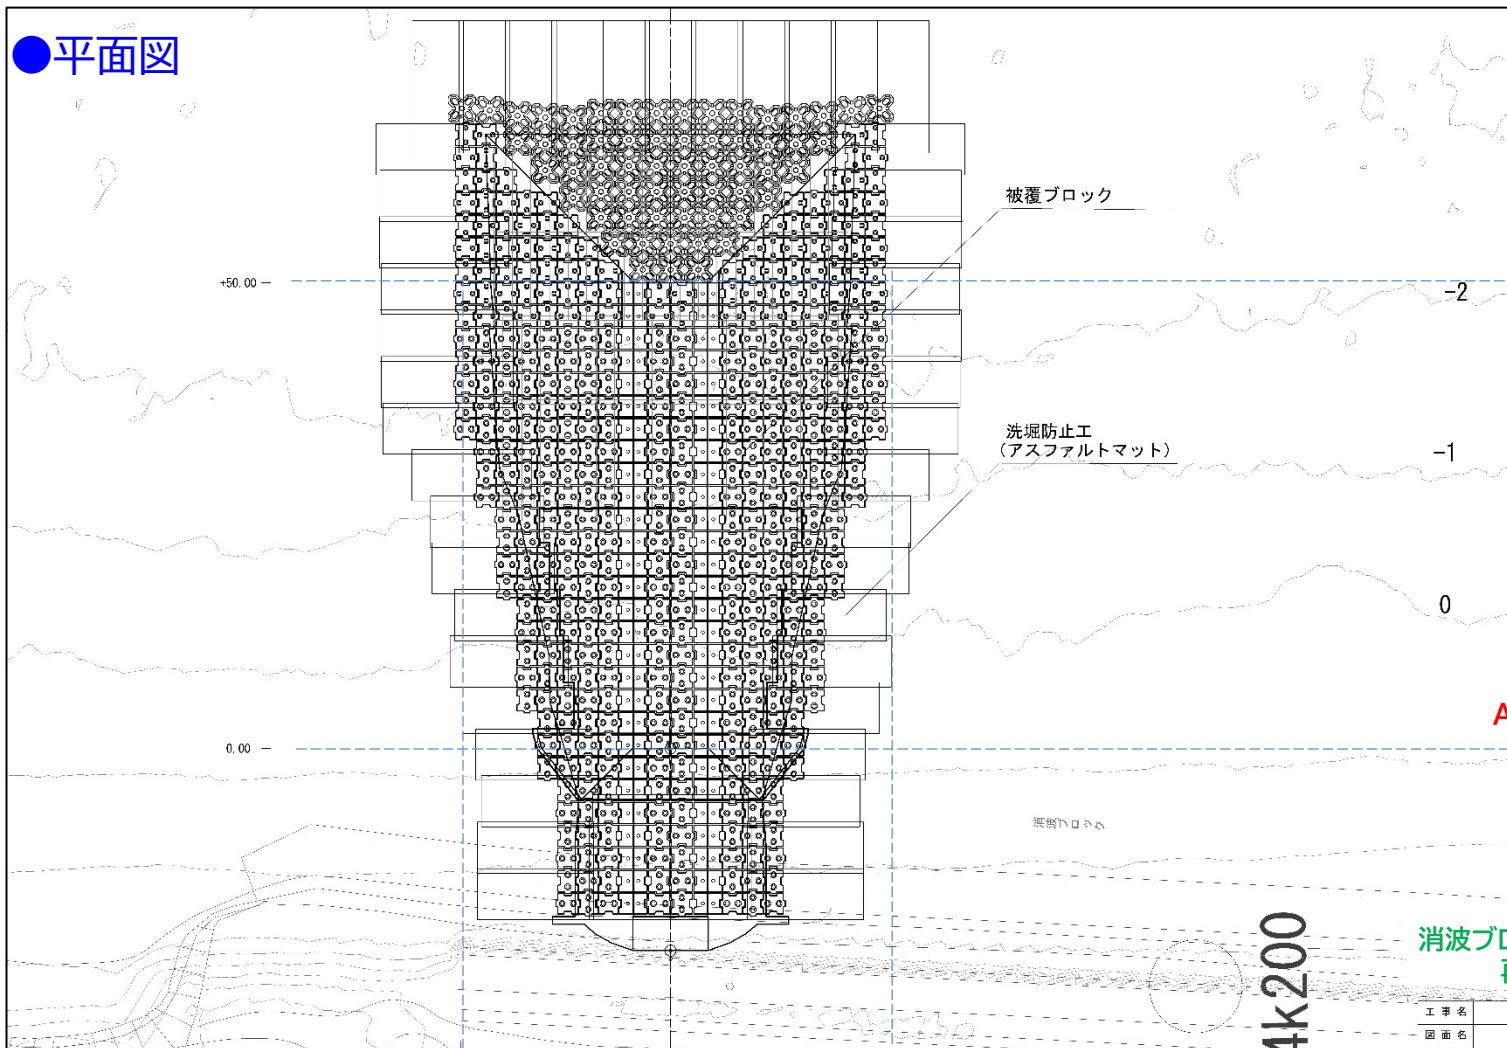 ●平面図
被覆ブロック
+50.00
-2
洗堀防止工
(アスファルトマット)
-1
0
A
0.00
消波ブロック
4k200
消波ブロ
工事名
図面名